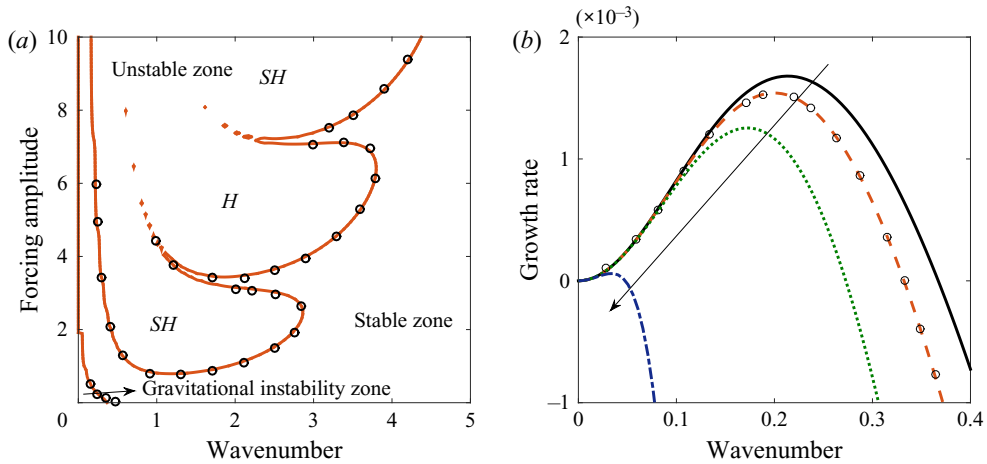 (a)
10
8
6
4
2
0
1
2
3
4
5
Forcing amplitude
Wavenumber
Unstable zone
SH
H
SH
Stable zone
Gravitational instability zone
(b)
(×10⁻³)
2
1
0
−1
0
0.1
0.2
0.3
0.4
Growth rate
Wavenumber